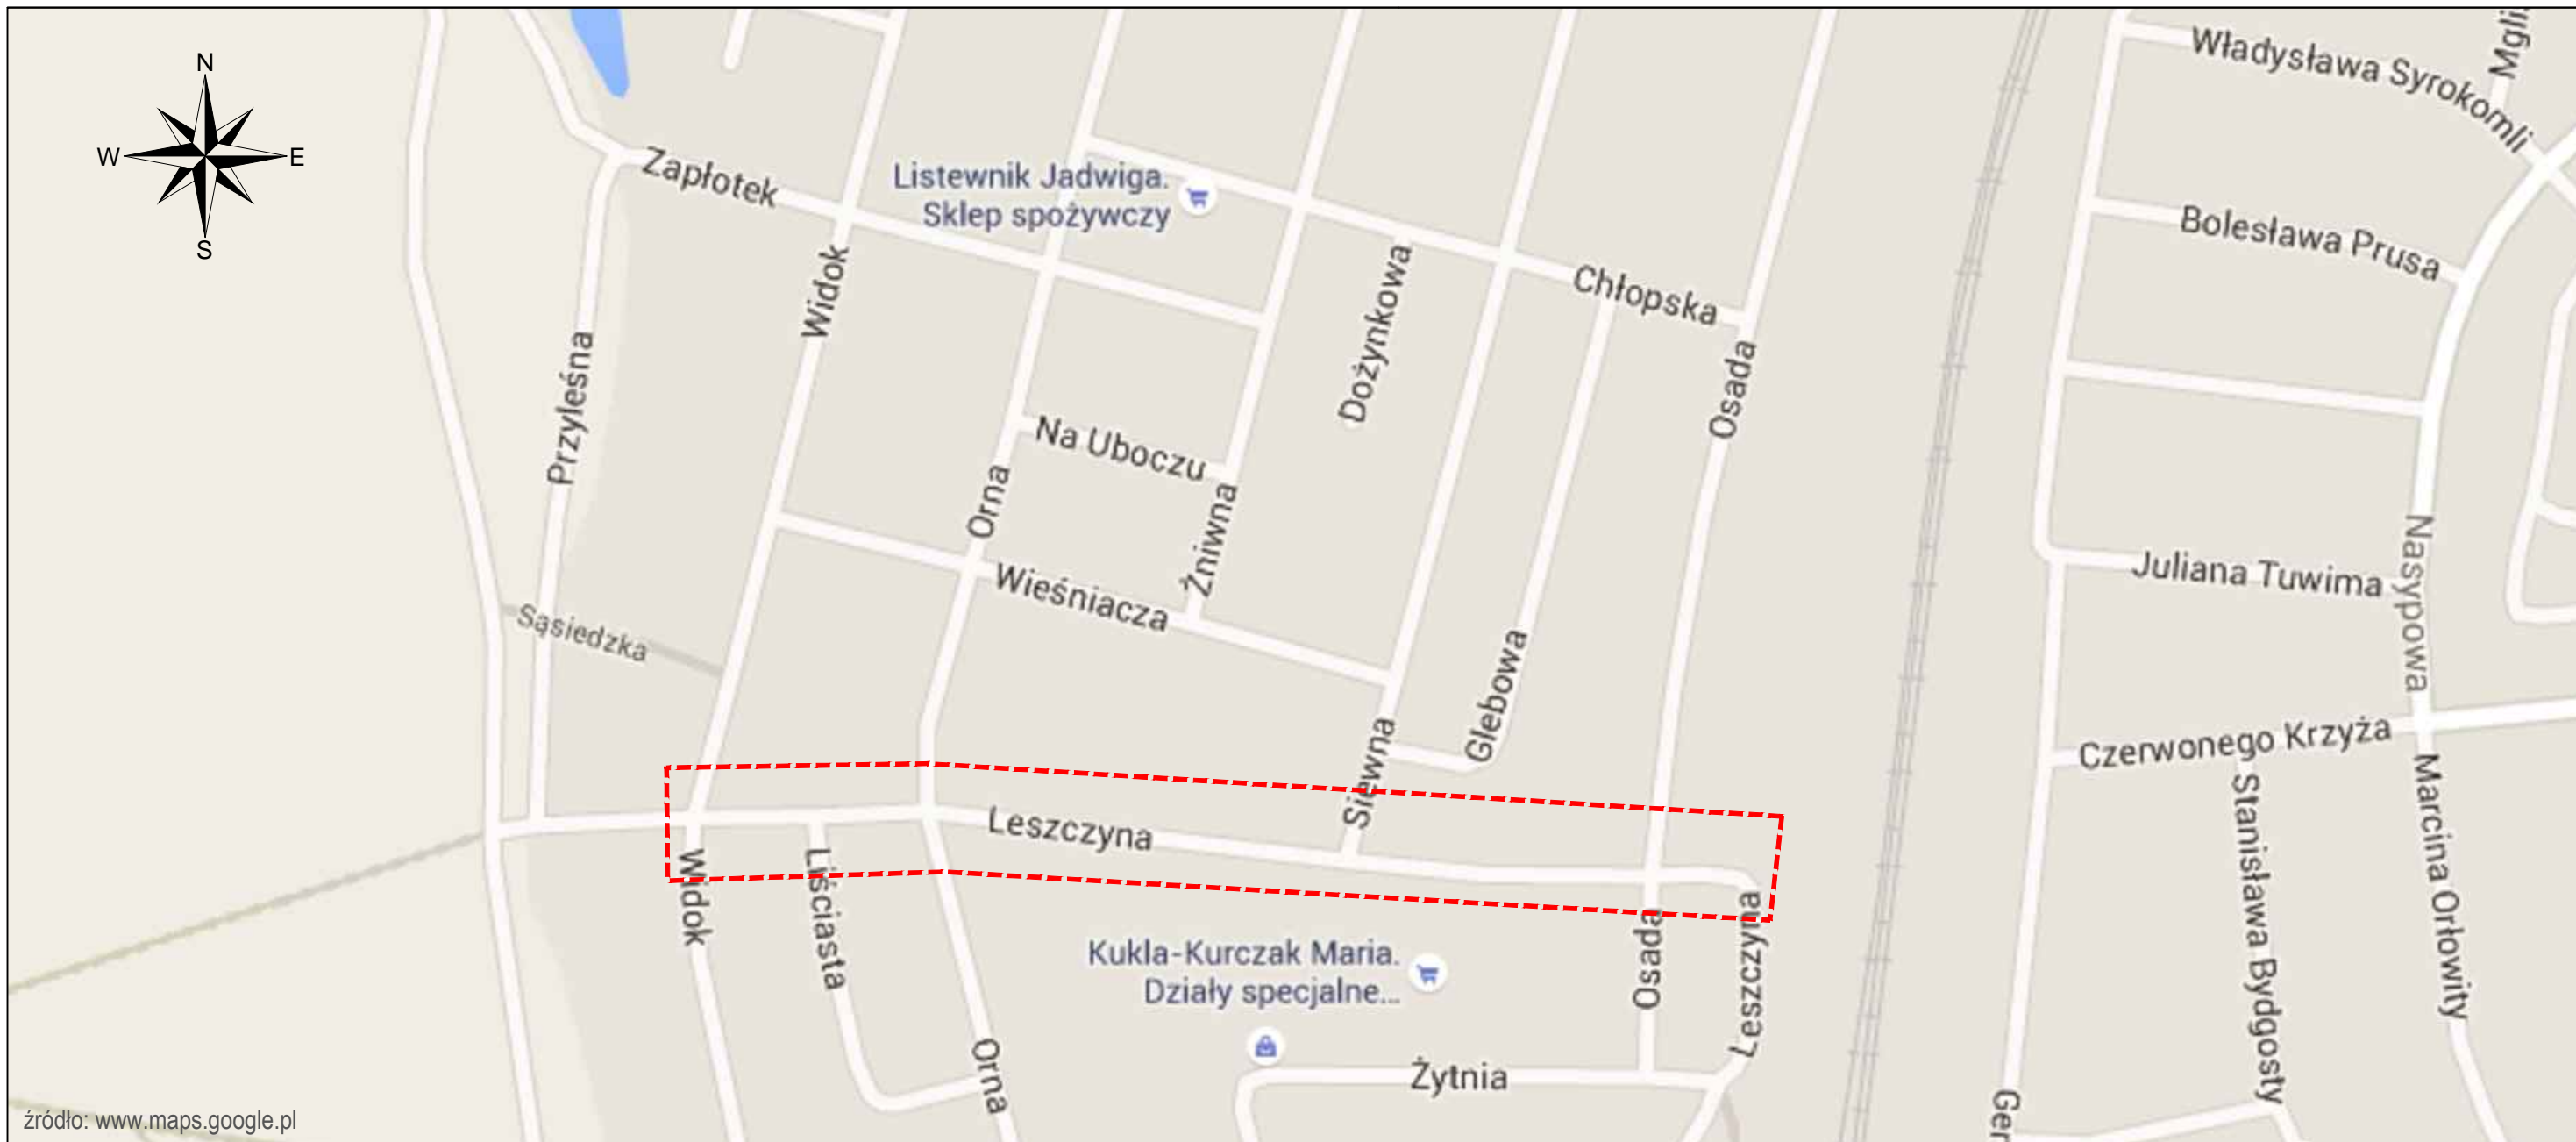 N
W
E
S
Władysława Syrokomli
Zapłotek
Listewnik Jadwiga.
Sklep spożywczy
Bolesława Prusa
Widok
Dożynkowa
Chłopska
Przyleśna
Osada
Na Uboczu
Orna
Żniwna
Wieśniacza
Juliana Tuwima
Nasypowa
Sąsiedzka
Glebowa
Siewna
Czerwonego Krzyża
Leszczyna
Widok
Liściasta
Stanisława Bydgosty
Marcina Orłowity
Kukla-Kurczak Maria.
Działy specjalne...
Osada
Leszczyna
Orna
Żytnia
źródło: www.maps.google.pl